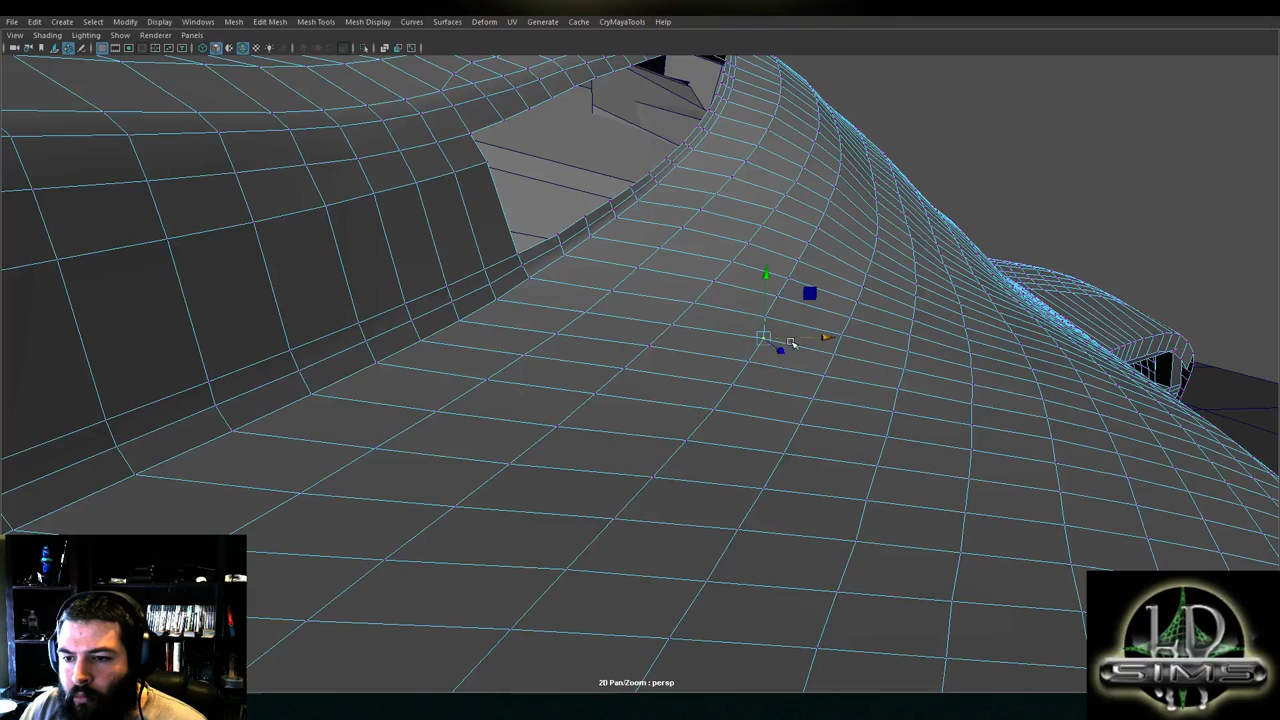 File Edit Create Select Modify Display Windows Mesh Edit Mesh Mesh Tools Mesh Display Curves Surfaces Deform UV Generate Cache CryMayaTools Help
View Shading Lighting Show Renderer Panels
2D Pan/Zoom : persp
SIMS